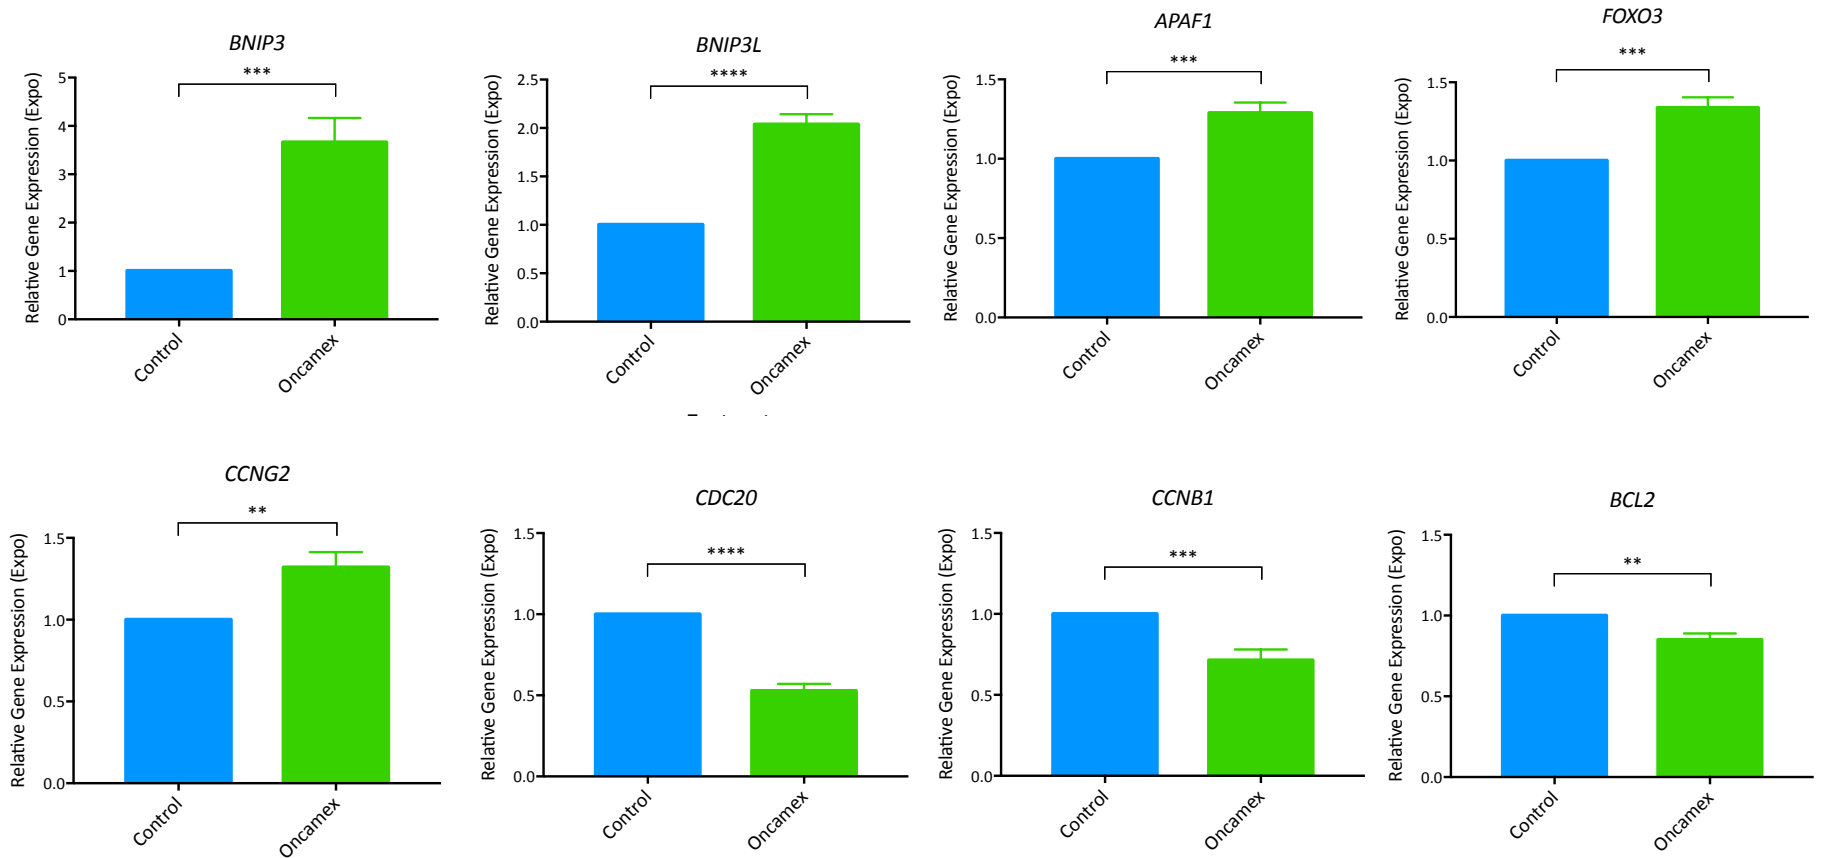 BNIP3
***
Relative Gene Expression (Expo)
5
4
3
2
1
0
Control
Oncamex
BNIP3L
****
Relative Gene Expression (Expo)
2.5
2.0
1.5
1.0
0.5
0.0
Control
Oncamex
APAF1
***
Relative Gene Expression (Expo)
1.5
1.0
0.5
0.0
Control
Oncamex
FOXO3
***
Relative Gene Expression (Expo)
1.5
1.0
0.5
0.0
Control
Oncamex
CCNG2
**
Relative Gene Expression (Expo)
1.5
1.0
0.5
0.0
Control
Oncamex
CDC20
****
Relative Gene Expression (Expo)
1.5
1.0
0.5
0.0
Control
Oncamex
CCNB1
***
Relative Gene Expression (Expo)
1.5
1.0
0.5
0.0
Control
Oncamex
BCL2
**
Relative Gene Expression (Expo)
1.5
1.0
0.5
0.0
Control
Oncamex